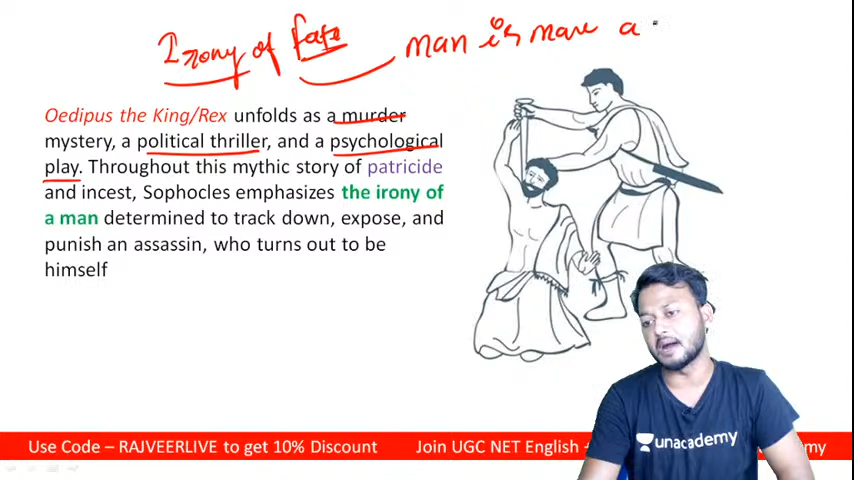 Irony of fate man is mare a
Oedipus the King/Rex unfolds as a murder
mystery, a political thriller, and a psychological
play. Throughout this mythic story of patricide
and incest, Sophocles emphasizes the irony of
a man determined to track down, expose, and
punish an assassin, who turns out to be
himself
unacademy
Use Code – RAJVEERLIVE to get 10% Discount Join UGC NET English - my